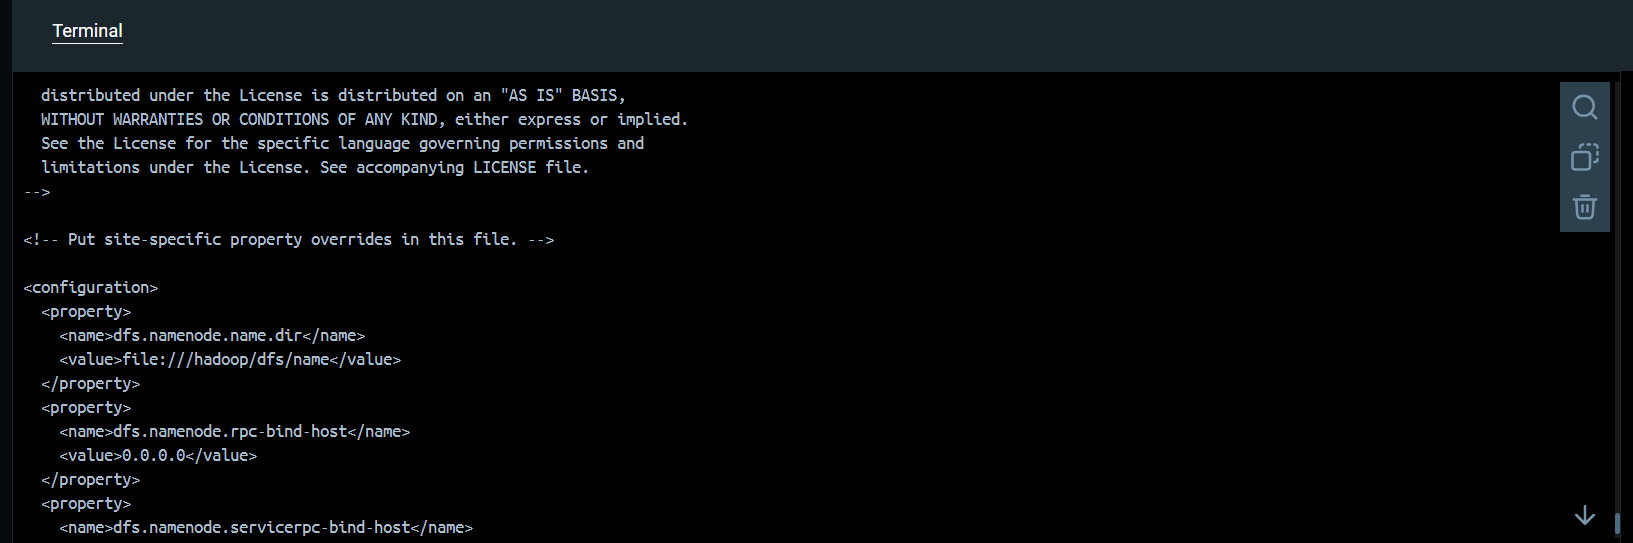 Terminal
distributed under the License is distributed on an "AS IS" BASIS,
WITHOUT WARRANTIES OR CONDITIONS OF ANY KIND, either express or implied.
See the License for the specific language governing permissions and
limitations under the License. See accompanying LICENSE file.
-->
<!-- Put site-specific property overrides in this file. -->
<configuration>
<property>
<name>dfs.namenode.name.dir</name>
<value>file:///hadoop/dfs/name</value>
</property>
<property>
<name>dfs.namenode.rpc-bind-host</name>
<value>0.0.0.0</value>
</property>
<property>
<name>dfs.namenode.servicerpc-bind-host</name>